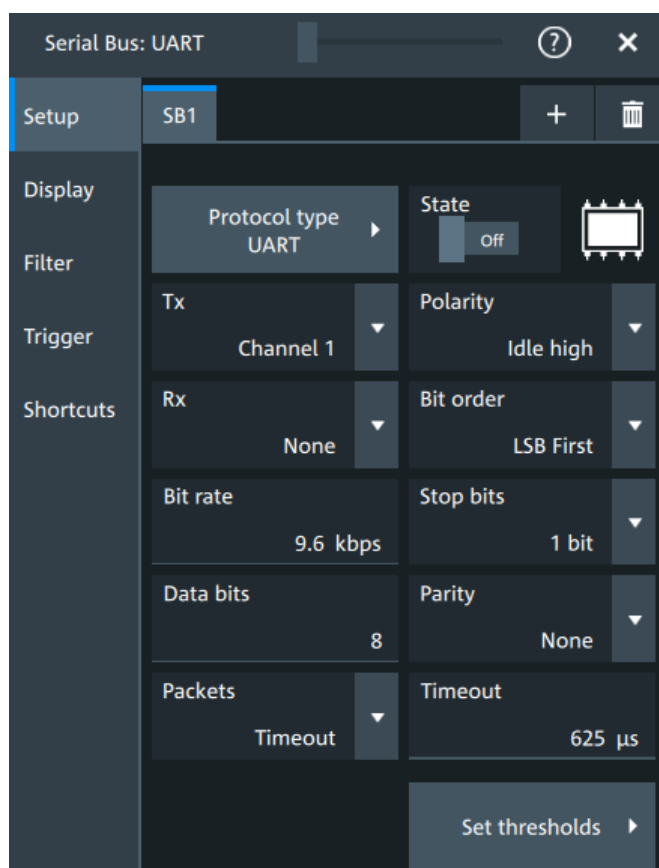 Serial Bus: UART
?
Setup
SB1
+
Display
Filter
Trigger
Shortcuts
Protocol type
UART
State
Off
Tx
Channel 1
Polarity
Idle high
Rx
None
Bit order
LSB First
Bit rate
9.6 kbps
Stop bits
1 bit
Data bits
8
Parity
None
Packets
Timeout
Timeout
625 µs
Set thresholds